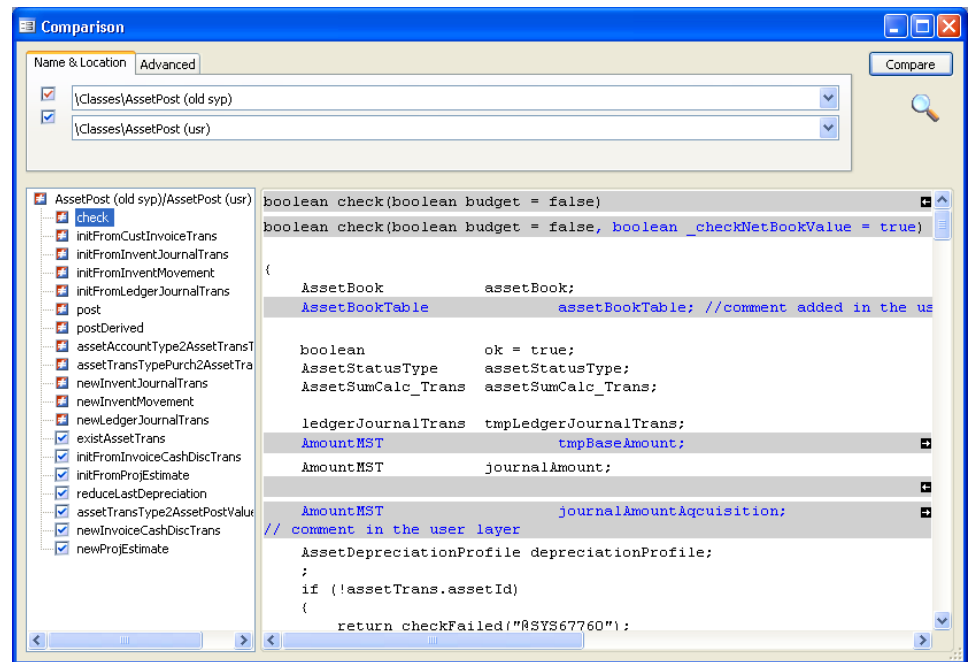 Comparison
Name & Location
Advanced
Compare
\Classes\AssetPost (old syp)
\Classes\AssetPost (usr)
AssetPost (old syp)/AssetPost (usr)
check
initFromCustInvoiceTrans
initFromInventJournalTrans
initFromInventMovement
initFromLedgerJournalTrans
post
postDerived
assetAccountType2AssetTransT
assetTransTypePurch2AssetTra
newInventJournalTrans
newInventMovement
newLedgerJournalTrans
existAssetTrans
initFromInvoiceCashDiscTrans
initFromProjEstimate
reduceLastDepreciation
assetTransType2AssetPostValue
newInvoiceCashDiscTrans
newProjEstimate
boolean check(boolean budget = false)
boolean check(boolean budget = false, boolean _checkNetBookValue = true)
{
AssetBook assetBook;
AssetBookTable assetBookTable; //comment added in the us
boolean ok = true;
AssetStatusType assetStatusType;
AssetSumCalc_Trans assetSumCalc_Trans;
ledgerJournalTrans tmpLedgerJournalTrans;
AmountMST tmpBaseAmount;
AmountMST journalAmount;
AmountMST journalAmountAqcuisition;
// comment in the user layer
AssetDepreciationProfile depreciationProfile;
;
if (!assetTrans.assetId)
{
return checkFailed("@SYS67760");